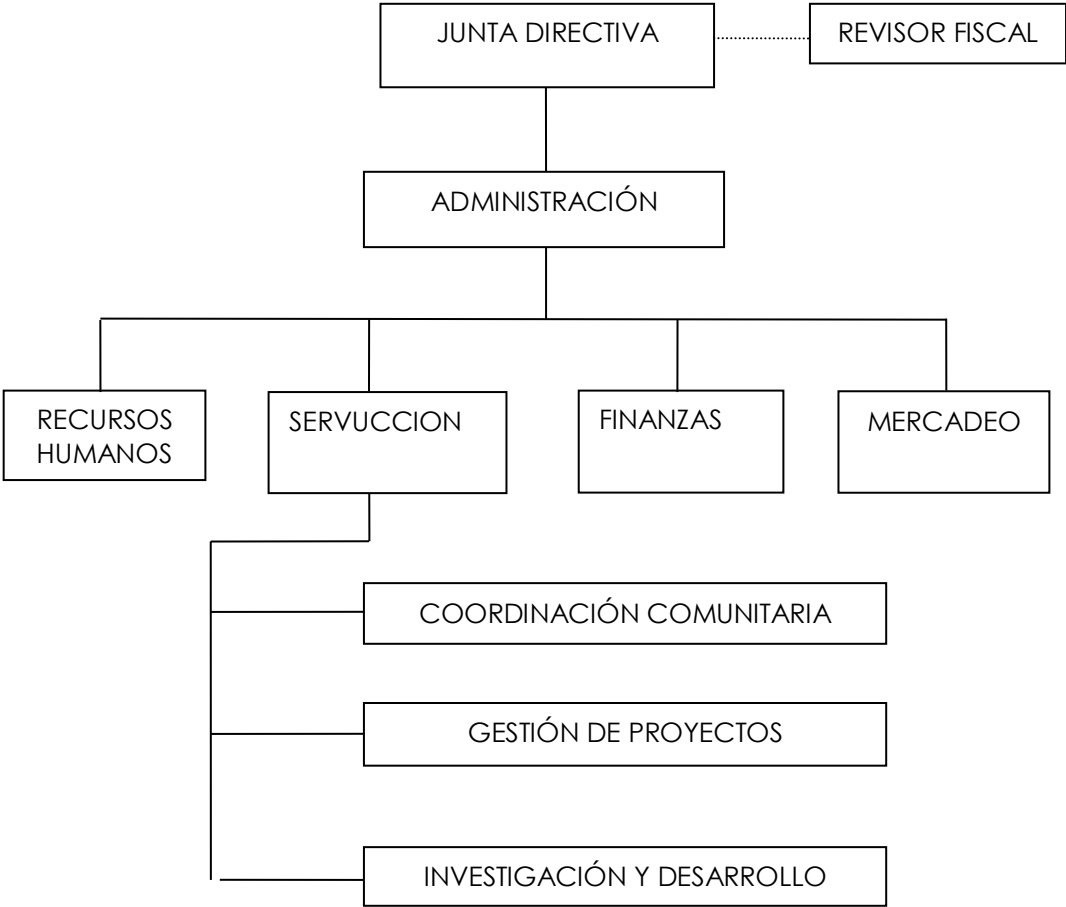 JUNTA DIRECTIVA
REVISOR FISCAL
ADMINISTRACIÓN
RECURSOS
HUMANOS
SERVUCCION
FINANZAS
MERCADEO
COORDINACIÓN COMUNITARIA
GESTIÓN DE PROYECTOS
INVESTIGACIÓN Y DESARROLLO